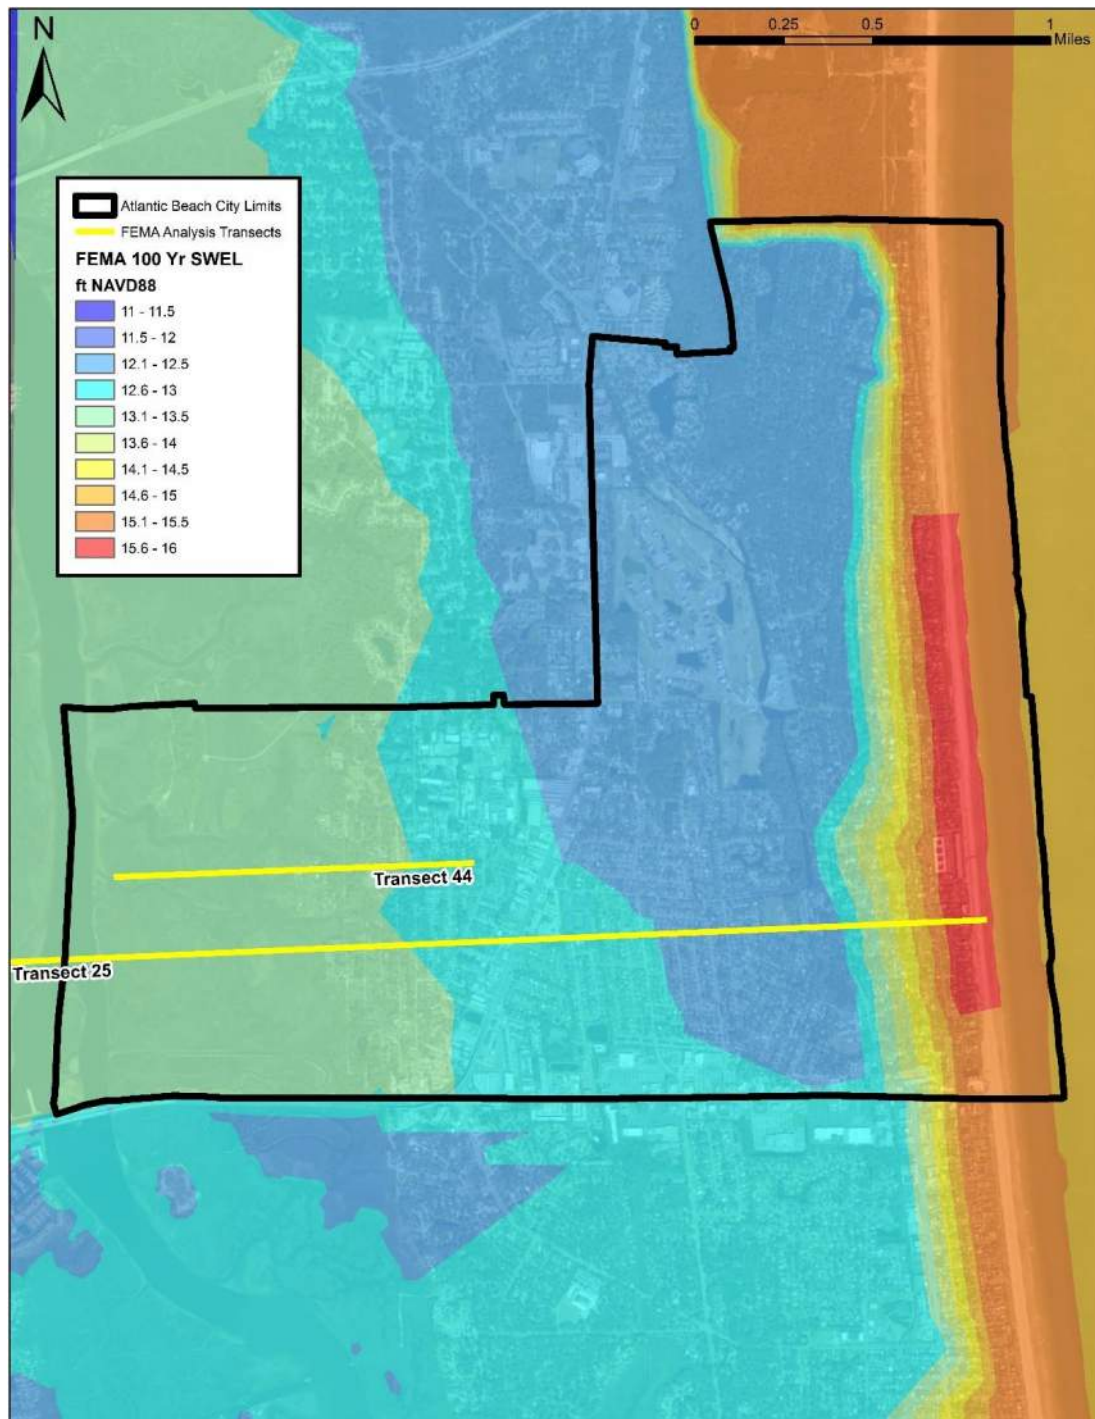 N
0 0.25 0.5 1
Miles
Atlantic Beach City Limits
FEMA Analysis Transects
FEMA 100 Yr SWEL
ft NAVD88
11 - 11.5
11.5 - 12
12.1 - 12.5
12.6 - 13
13.1 - 13.5
13.6 - 14
14.1 - 14.5
14.6 - 15
15.1 - 15.5
15.6 - 16
Transect 44
Transect 25